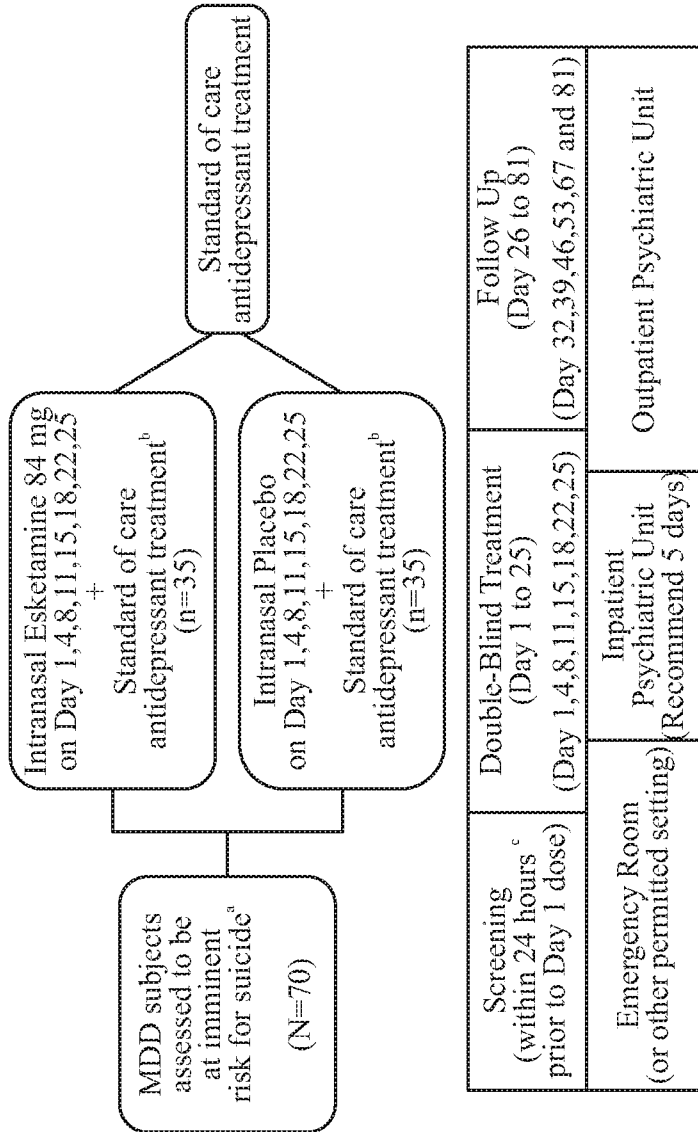 MDD subjects
assessed to be
at imminent
risk for suicideᵃ
(N=70)
Intranasal Esketamine 84 mg
on Day 1,4,8,11,15,18,22,25
+
Standard of care
antidepressant treatmentᵇ
(n=35)
Intranasal Placebo
on Day 1,4,8,11,15,18,22,25
+
Standard of care
antidepressant treatmentᵇ
(n=35)
Standard of care
antidepressant treatment
Screening
(within 24 hours ᶜ
prior to Day 1 dose)
Double-Blind Treatment
(Day 1 to 25)
(Day 1,4,8,11,15,18,22,25)
Follow Up
(Day 26 to 81)
(Day 32,39,46,53,67 and 81)
Emergency Room
(or other permitted setting)
Inpatient
Psychiatric Unit
(Recommend 5 days)
Outpatient Psychiatric Unit